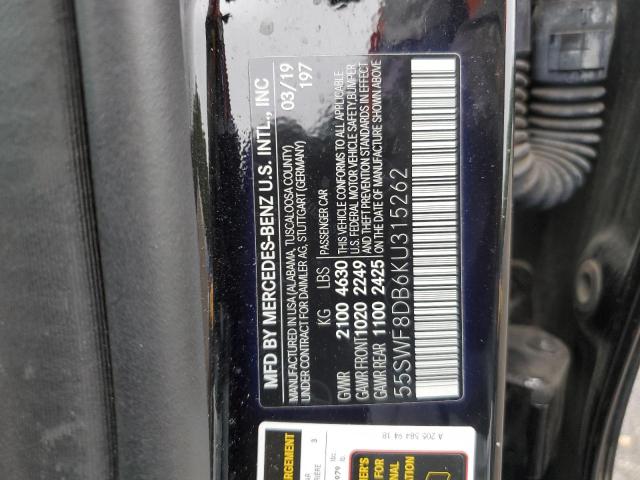 MFD BY MERCEDES-BENZ U.S. INTL., INC
MANUFACTURED IN USA (ALABAMA, TUSCALOOSA COUNTY)
UNDER CONTRACT FOR DAIMLER AG, STUTTGART (GERMANY)
03/19
197
KG LBS
PASSENGER CAR
GVWR 2100 4630
GAWR FRONT 1020 2249
GAWR REAR 1100 2425
THIS VEHICLE CONFORMS TO ALL APPLICABLE
U.S. FEDERAL MOTOR VEHICLE SAFETY, BUMPER
AND THEFT PREVENTION STANDARDS IN EFFECT
ON THE DATE OF MANUFACTURE SHOWN ABOVE
55SWF8DB6KU315262
A 205 584 94 18
3